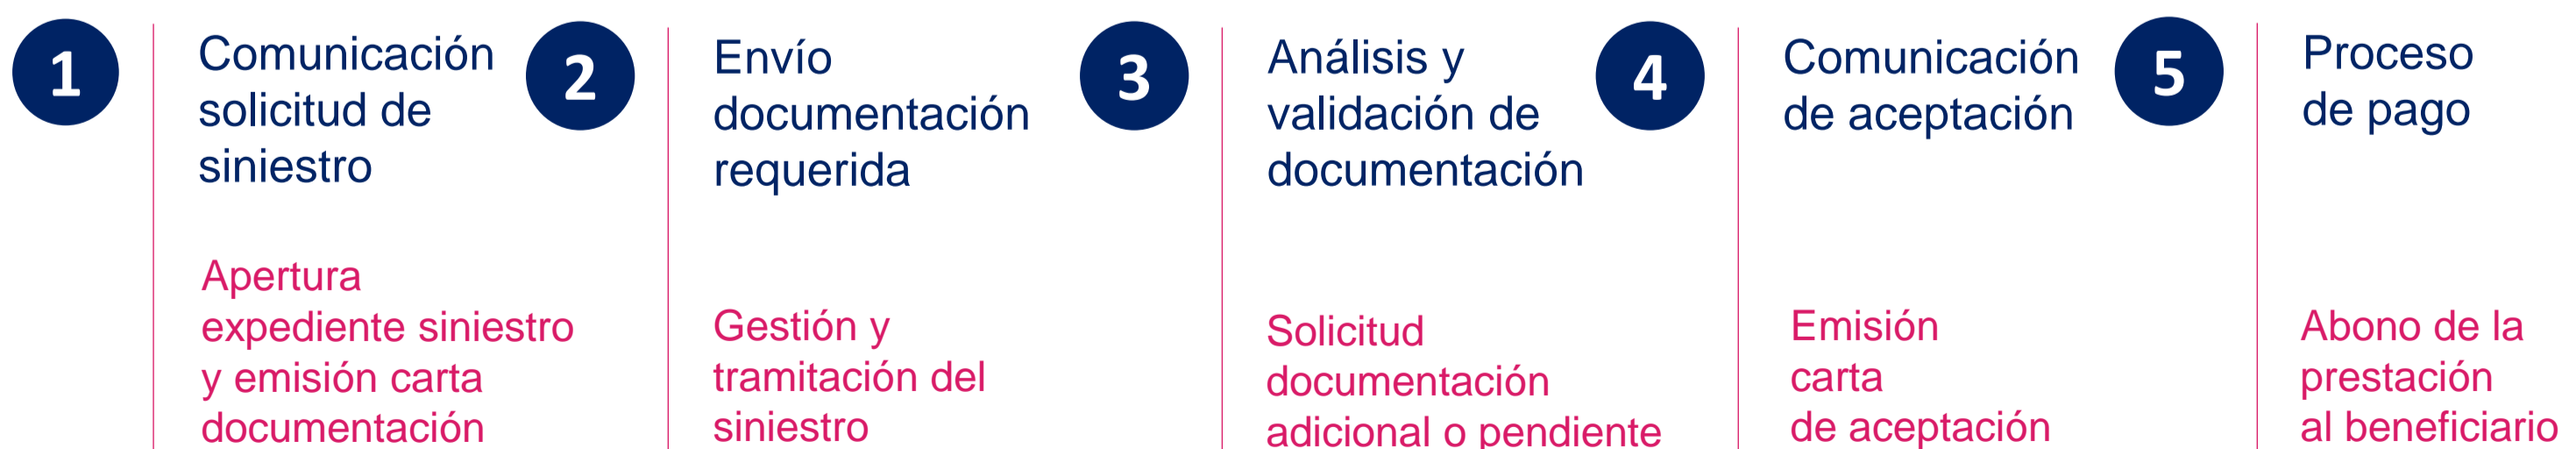 1
Comunicación
solicitud de
siniestro
Apertura
expediente siniestro
y emisión carta
documentación
2
Envío
documentación
requerida
Gestión y
tramitación del
siniestro
3
Análisis y
validación de
documentación
Solicitud
documentación
adicional o pendiente
4
Comunicación
de aceptación
Emisión
carta
de aceptación
5
Proceso
de pago
Abono de la
prestación
al beneficiario